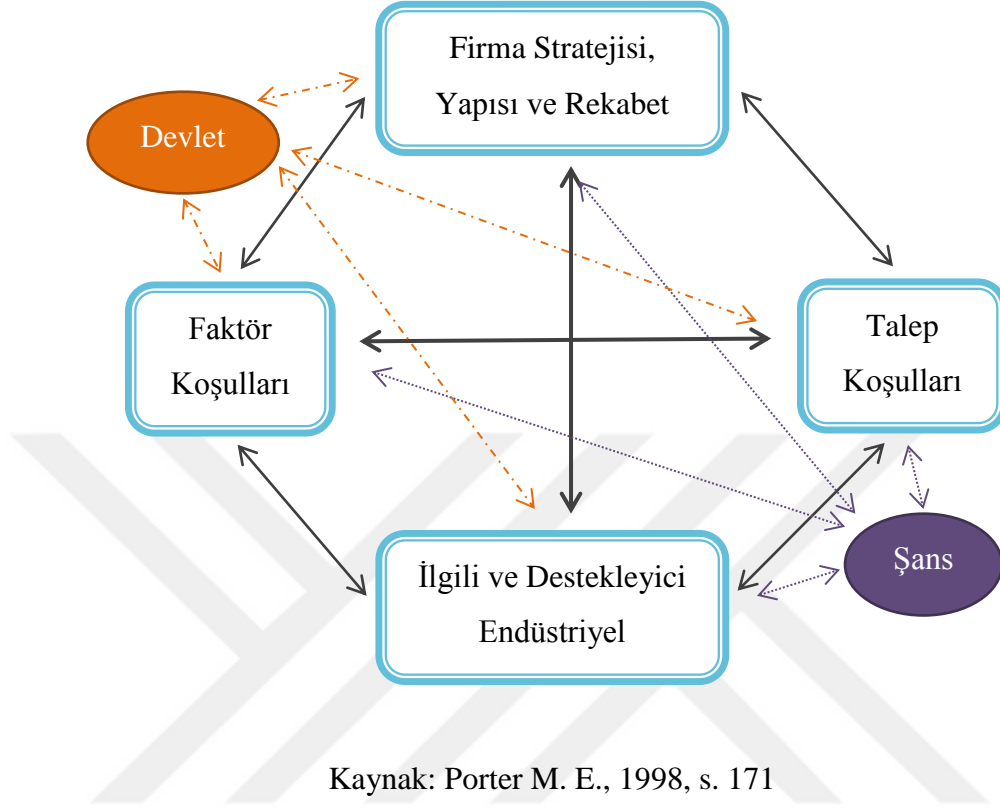 Firma Stratejisi,
Yapısı ve Rekabet
Devlet
Faktör
Koşulları
Talep
Koşulları
İlgili ve Destekleyici
Endüstriyel
Şans
Kaynak: Porter M. E., 1998, s. 171